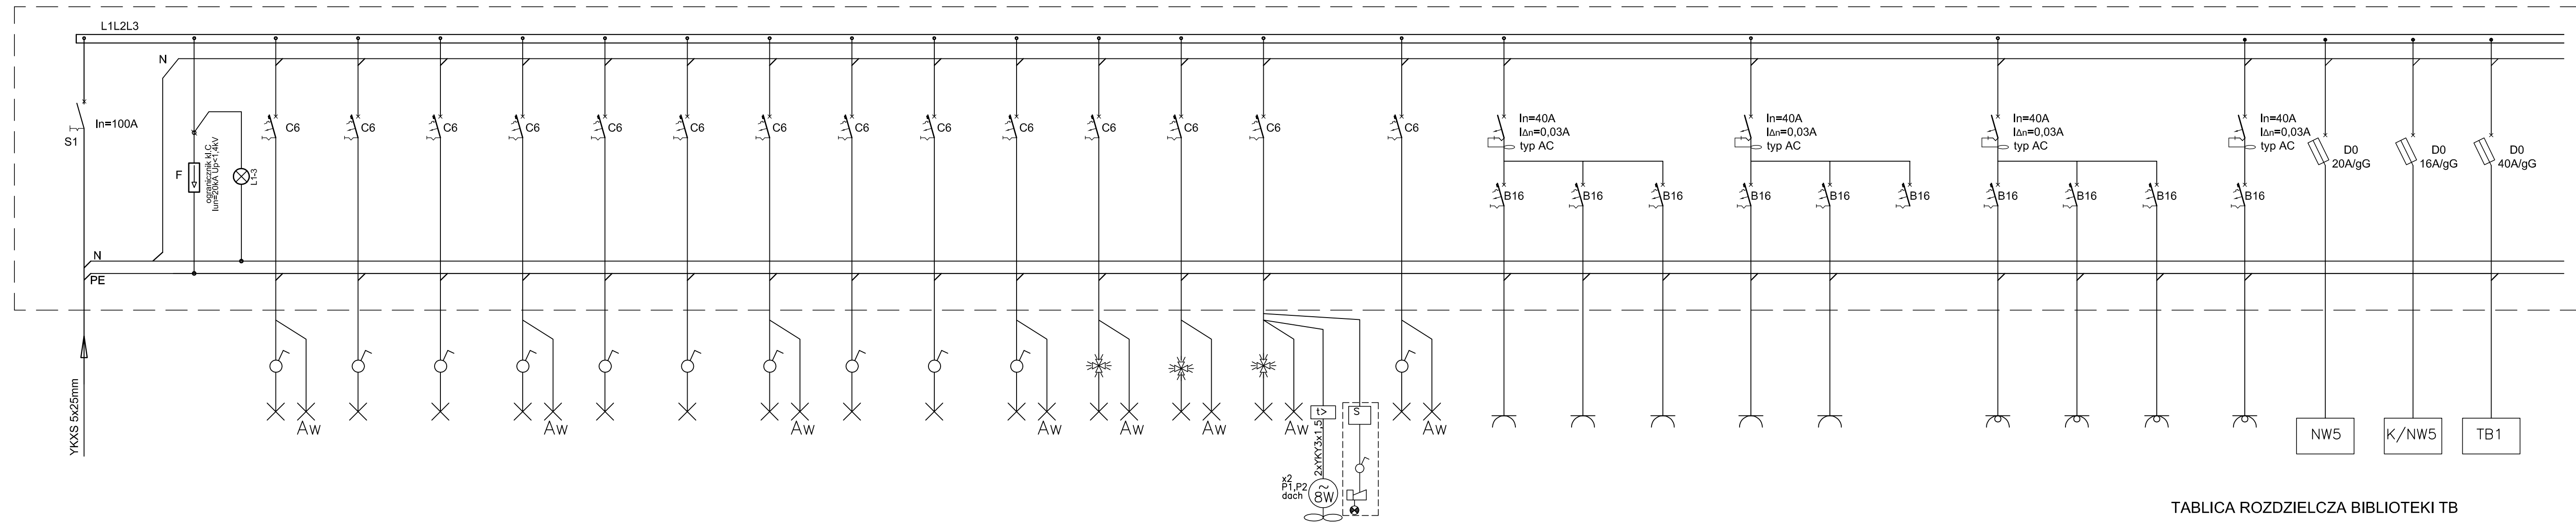 L1L2L3
N
In=100A
S1
F
ogranicznik kl.C
Iun=20kA Up<1,4kV
L1-3
C6
C6
C6
C6
C6
C6
C6
C6
C6
C6
C6
C6
C6
C6
In=40A
IΔn=0,03A
typ AC
In=40A
IΔn=0,03A
typ AC
In=40A
IΔn=0,03A
typ AC
In=40A
IΔn=0,03A
typ AC
D0
20A/gG
D0
16A/gG
D0
40A/gG
B16
B16
B16
B16
B16
B16
B16
B16
B16
B16
N
PE
YKXS 5x25mm
Aw
Aw
Aw
Aw
Aw
Aw
Aw
Aw
t>
S
2xYKY3x1,5
x2
P1,P2
dach
~
8W
NW5
K/NW5
TB1
TABLICA ROZDZIELCZA BIBLIOTEKI TB